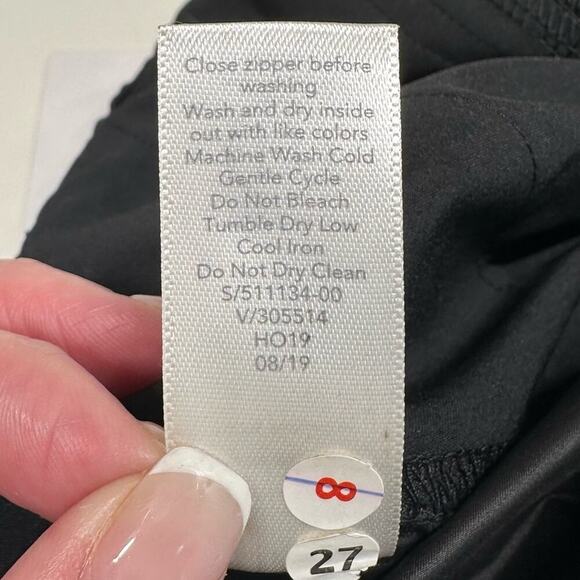 Close zipper before
washing
Wash and dry inside
out with like colors
Machine Wash Cold
Gentle Cycle
Do Not Bleach
Tumble Dry Low
Cool Iron
Do Not Dry Clean
S/511134-00
V/305514
HO19
08/19
8
27